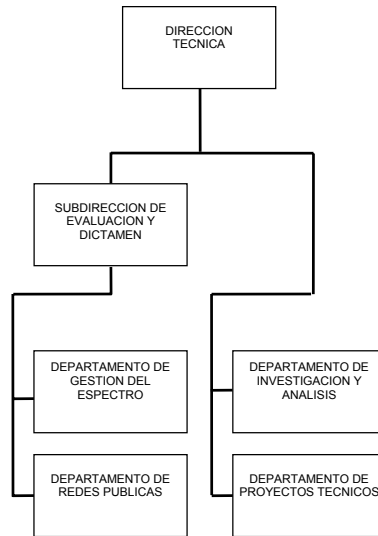 DIRECCION
TECNICA
SUBDIRECCION DE
EVALUACION Y
DICTAMEN
DEPARTAMENTO DE
GESTION DEL
ESPECTRO
DEPARTAMENTO DE
INVESTIGACION Y
ANALISIS
DEPARTAMENTO DE
REDES PUBLICAS
DEPARTAMENTO DE
PROYECTOS TECNICOS